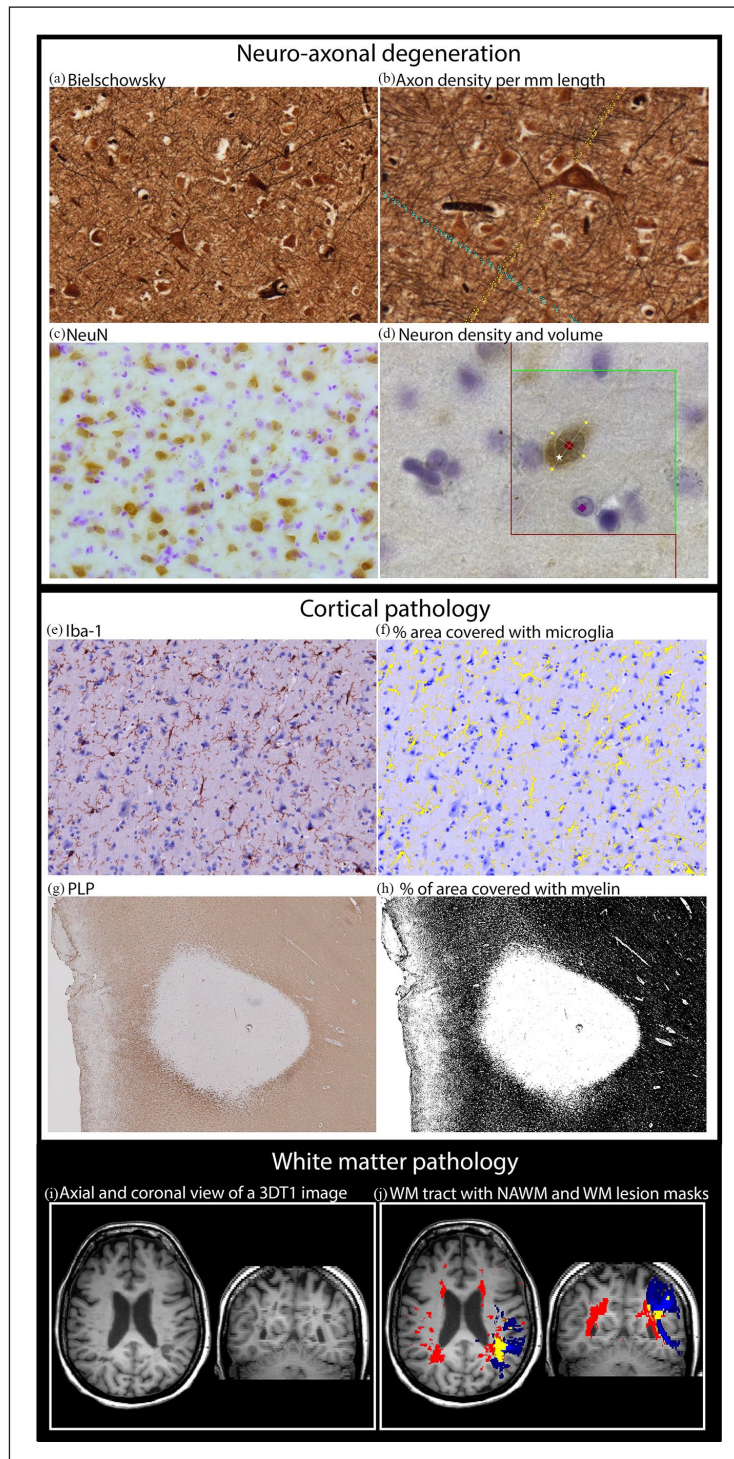 Neuro-axonal degeneration
(a) Bielschowsky
(b) Axon density per mm length
(c) NeuN
(d) Neuron density and volume
Cortical pathology
(e) Iba-1
(f) % area covered with microglia
(g) PLP
(h) % of area covered with myelin
White matter pathology
(i) Axial and coronal view of a 3DT1 image
(j) WM tract with NAWM and WM lesion masks